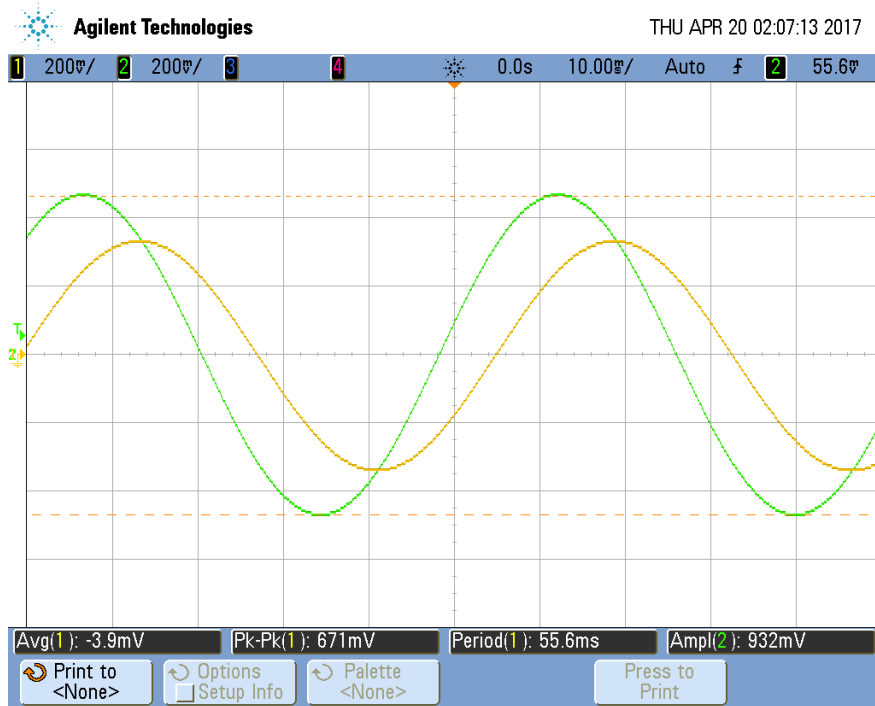 Agilent Technologies
THU APR 20 02:07:13 2017
1 200mV/ 2 200mV/ 3 4 0.0s 10.00ms/ Auto 2 55.6mV
T
2
Avg(1): -3.9mV Pk-Pk(1): 671mV Period(1): 55.6ms Ampl(2): 932mV
Print to
<None>
Options
Setup Info
Palette
<None>
Press to
Print